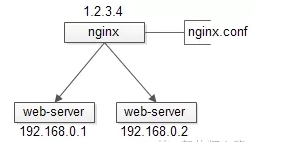 1.2.3.4
nginx
nginx.conf
web-server
web-server
192.168.0.1
192.168.0.2